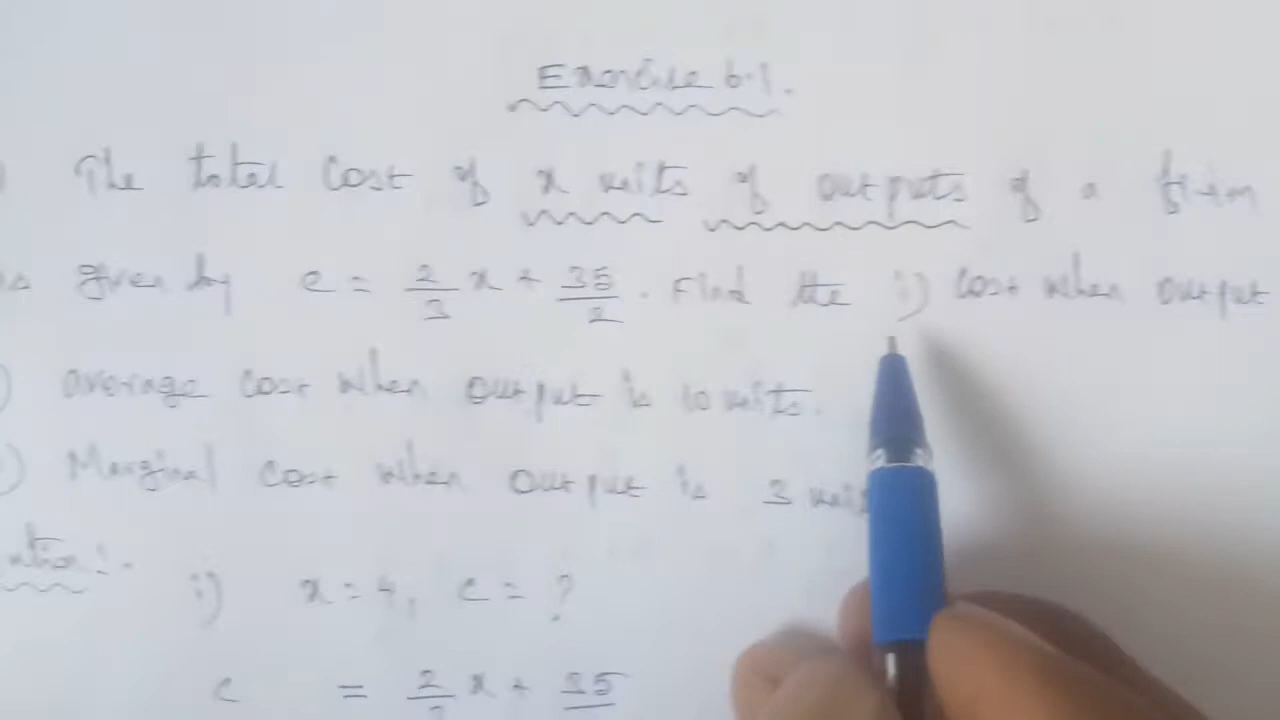 Exercise 6.1.
) The total cost of x units of outputs of a firm
is given by c = 2/3 x + 35/2 . Find the i) cost when output
) average cost when output is 10 units.
) Marginal cost when output is 3 units
ution:-
i) x = 4, c = ?
c = 2/3 x + 35